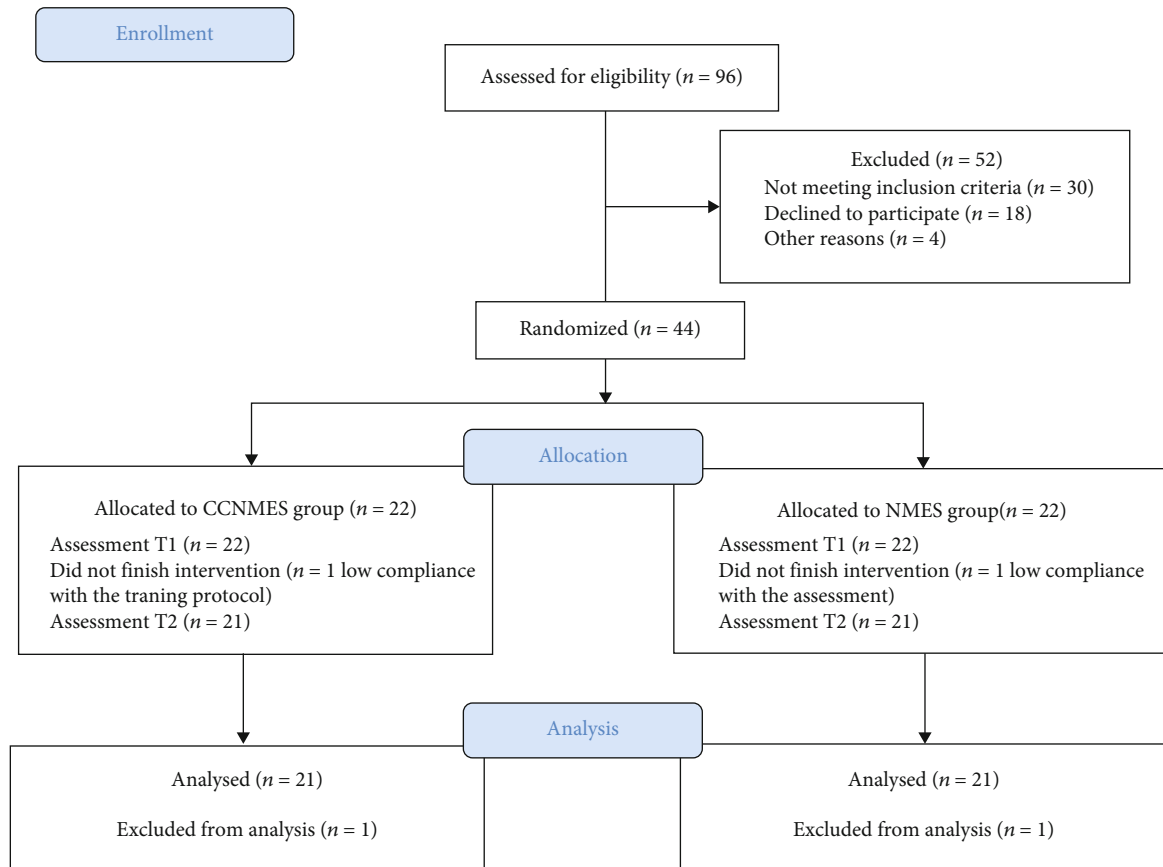 Enrollment
Assessed for eligibility (n = 96)
Excluded (n = 52)
Not meeting inclusion criteria (n = 30)
Declined to participate (n = 18)
Other reasons (n = 4)
Randomized (n = 44)
Allocation
Allocated to CCNMES group (n = 22)
Assessment T1 (n = 22)
Did not finish intervention (n = 1 low compliance
with the traning protocol)
Assessment T2 (n = 21)
Allocated to NMES group(n = 22)
Assessment T1 (n = 22)
Did not finish intervention (n = 1 low compliance
with the assessment)
Assessment T2 (n = 21)
Analysis
Analysed (n = 21)
Excluded from analysis (n = 1)
Analysed (n = 21)
Excluded from analysis (n = 1)